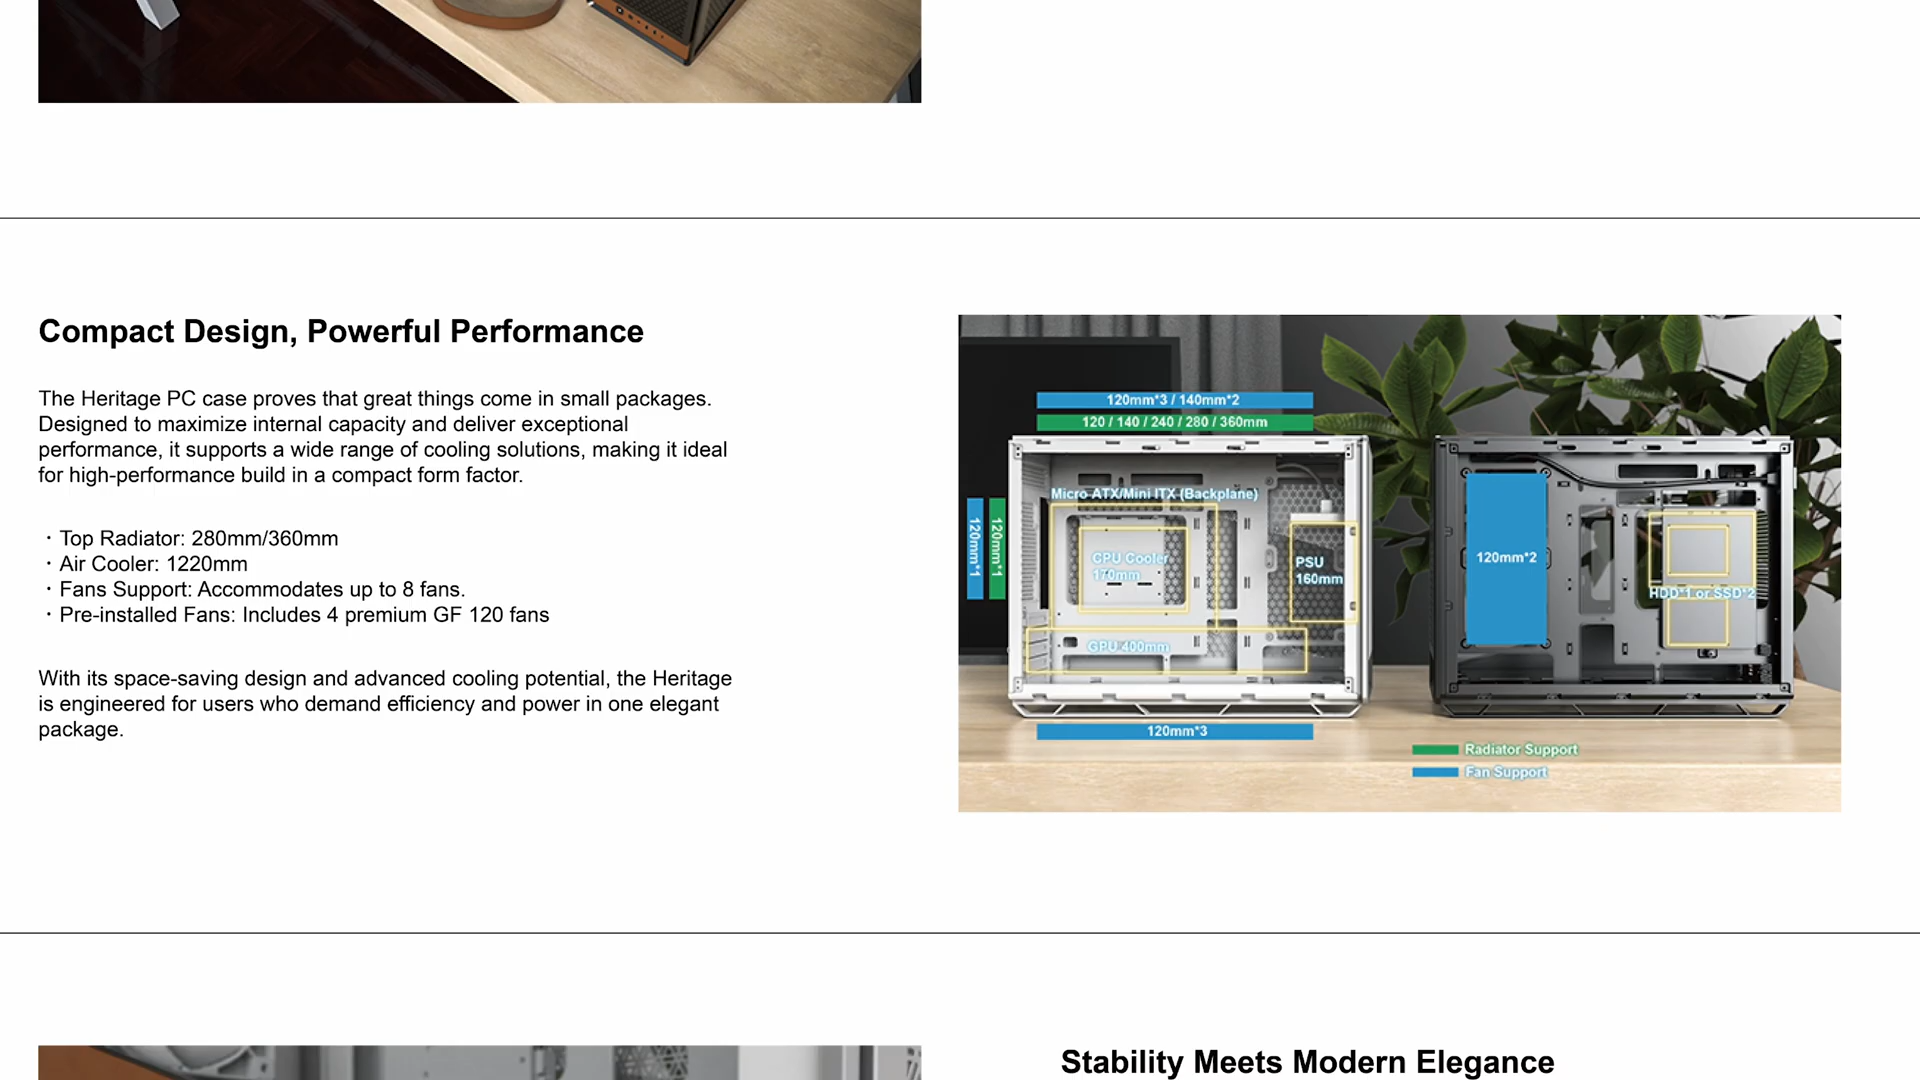 Compact Design, Powerful Performance
The Heritage PC case proves that great things come in small packages.
Designed to maximize internal capacity and deliver exceptional
performance, it supports a wide range of cooling solutions, making it ideal
for high-performance build in a compact form factor.
· Top Radiator: 280mm/360mm
· Air Cooler: 1220mm
· Fans Support: Accommodates up to 8 fans.
· Pre-installed Fans: Includes 4 premium GF 120 fans
With its space-saving design and advanced cooling potential, the Heritage
is engineered for users who demand efficiency and power in one elegant
package.
120mm*3 / 140mm*2
120 / 140 / 240 / 280 / 360mm
Micro ATX/Mini ITX (Backplane)
120mm*1
120mm*1
CPU Cooler
170mm
PSU
160mm
GPU 400mm
120mm*3
120mm*2
HDD*1 or SSD*2
Radiator Support
Fan Support
Stability Meets Modern Elegance